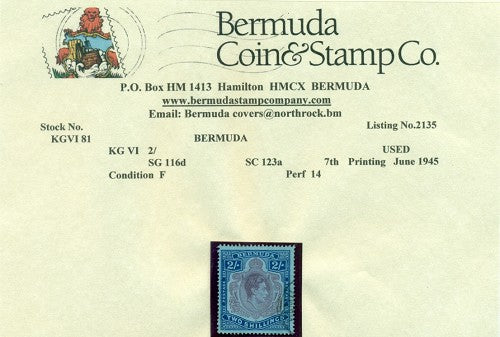 Bermuda
Coin&Stamp Co.
P.O. Box HM 1413 Hamilton HMCX BERMUDA
www.bermudastampcompany.com
Email: Bermuda covers@northrock.bm
Stock No. Listing No.2135
KGVI 81 BERMUDA USED
KG VI 2/
SG 116d SC 123a 7th Printing June 1945
Condition F Perf 14
BERMUDA
2/- 2/-
TWO SHILLINGS